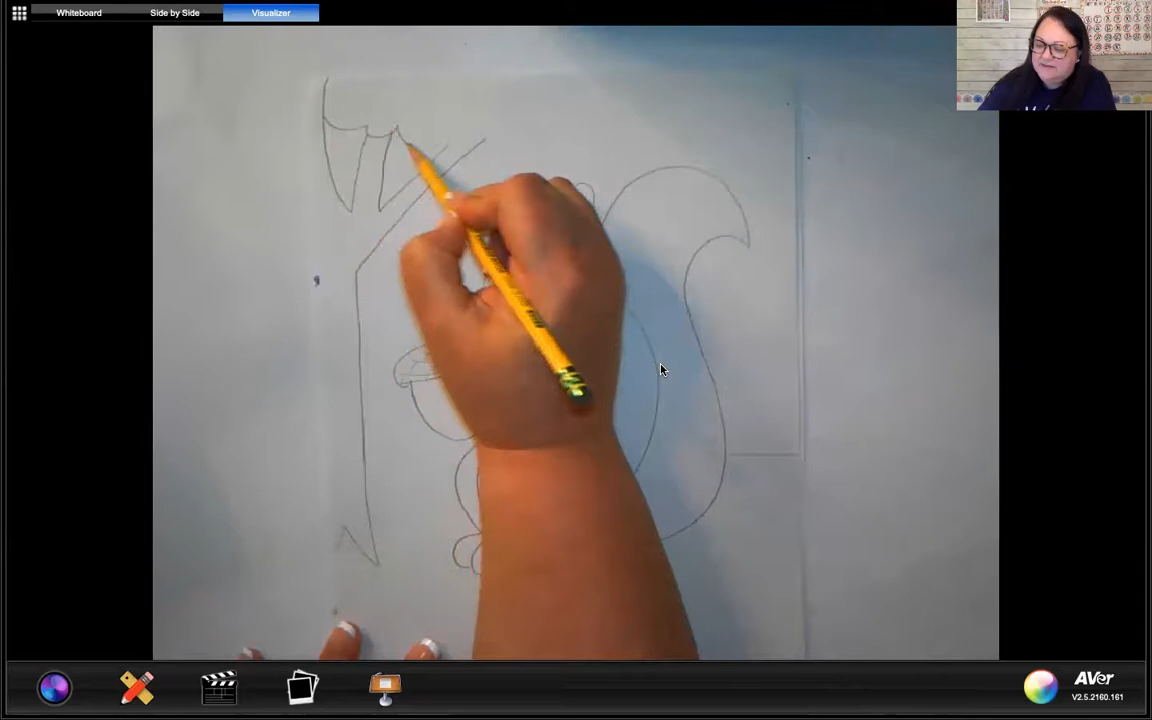 Whiteboard
Side by Side
Visualizer
AVer
V2.5.2160.161